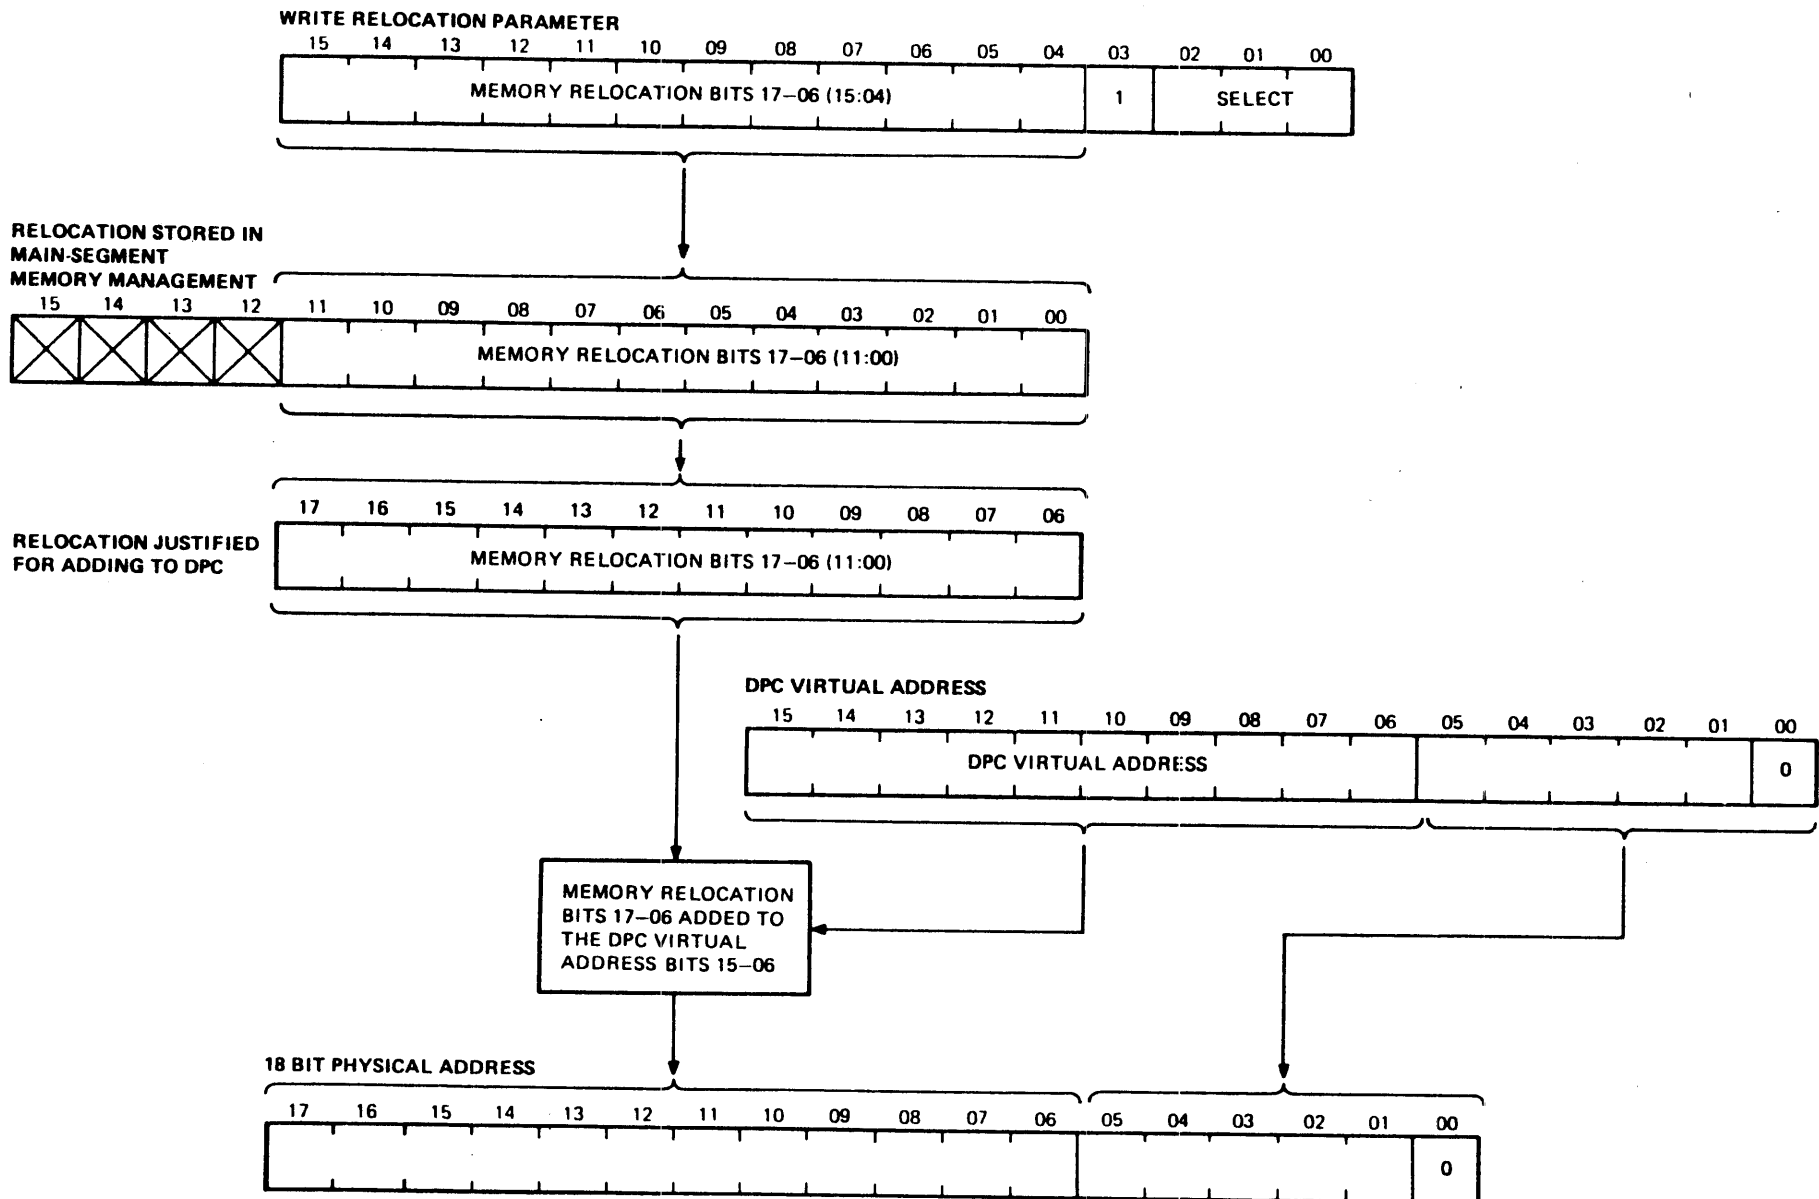 WRITE RELOCATION PARAMETER
15 14 13 12 11 10 09 08 07 06 05 04 03 02 01 00
MEMORY RELOCATION BITS 17–06 (15:04) 1 SELECT
RELOCATION STORED IN
MAIN-SEGMENT
MEMORY MANAGEMENT
15 14 13 12 11 10 09 08 07 06 05 04 03 02 01 00
MEMORY RELOCATION BITS 17–06 (11:00)
17 16 15 14 13 12 11 10 09 08 07 06
RELOCATION JUSTIFIED
FOR ADDING TO DPC
MEMORY RELOCATION BITS 17–06 (11:00)
DPC VIRTUAL ADDRESS
15 14 13 12 11 10 09 08 07 06 05 04 03 02 01 00
DPC VIRTUAL ADDRESS 0
MEMORY RELOCATION
BITS 17–06 ADDED TO
THE DPC VIRTUAL
ADDRESS BITS 15–06
18 BIT PHYSICAL ADDRESS
17 16 15 14 13 12 11 10 09 08 07 06 05 04 03 02 01 00
0